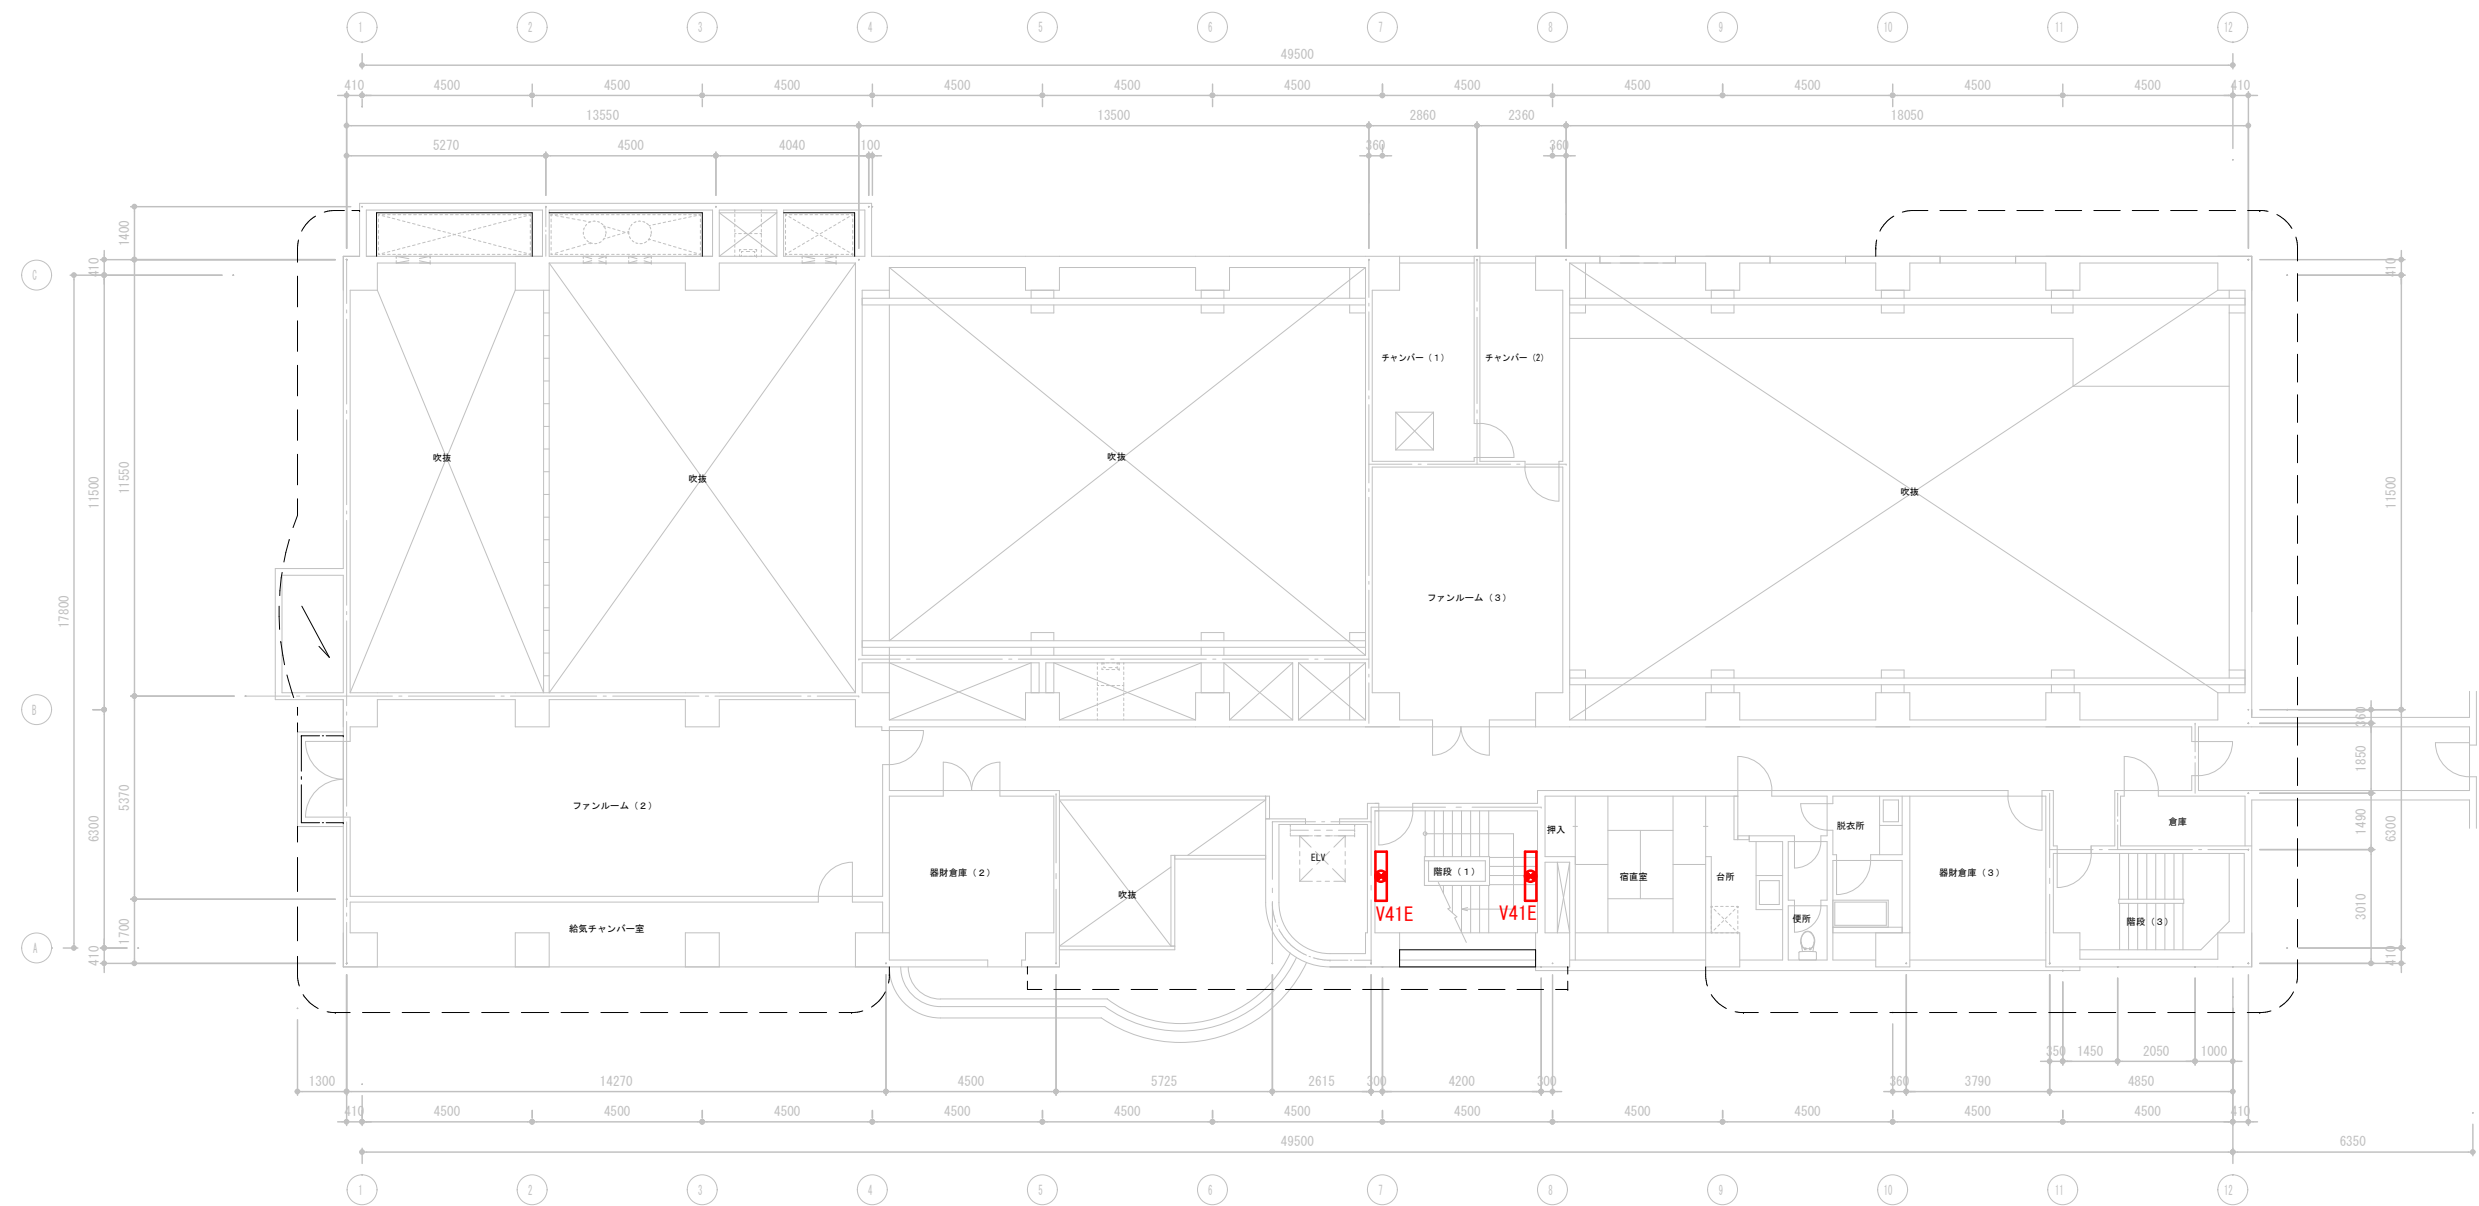 1 2 3 4 5 6 7 8 9 10 11 12
49500
410 4500 4500 4500 4500 4500 4500 4500 4500 4500 4500 4500 410
13550 13500 2860 2360 18050
5270 4500 4040 100 360 360
1400
410 C 410
チャンバー（１） チャンバー（2）
吹抜 吹抜 吹抜 吹抜
11500 11550 11500
17800 ファンルーム（３）
B 360
1850
5370 ファンルーム（２）
6300 1490 6300
押入 脱衣所 倉庫
ELV
器財倉庫（２） 階段（１） 宿直室 台所 器財倉庫（３）
吹抜
V41E V41E
便所 階段（３） 3010
1700 給気チャンバー室
A 410 410
350 1450 2050 1000
1300 14270 4500 5725 2615 300 4200 300 360 3790 4850
410 4500 4500 4500 4500 4500 4500 4500 4500 4500 4500 4500 410
49500 6350
1 2 3 4 5 6 7 8 9 10 11 12